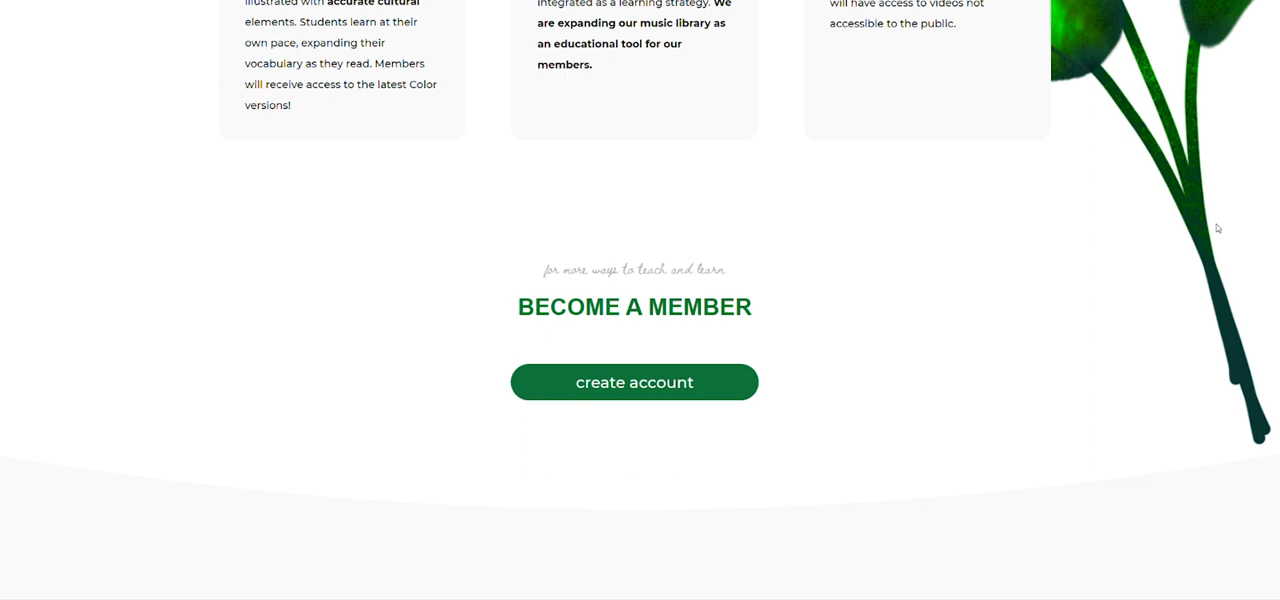 illustrated with accurate cultural
elements. Students learn at their
own pace, expanding their
vocabulary as they read. Members
will receive access to the latest Color
versions!
integrated as a learning strategy. We
are expanding our music library as
an educational tool for our
members.
will have access to videos not
accessible to the public.
for more ways to teach and learn
BECOME A MEMBER
create account